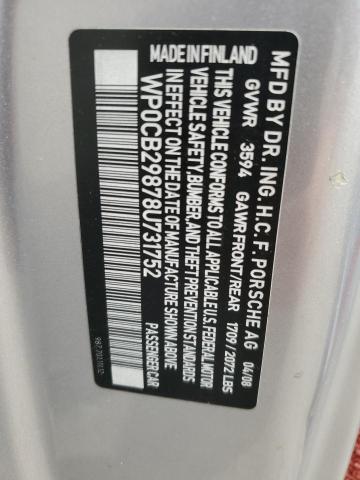 MFD BY DR. ING. H.C. F. PORSCHE AG 04/08
GVWR 3594 GAWR FRONT/REAR 1709 / 2072 LBS
THIS VEHICLE CONFORMS TO ALL APPLICABLE U.S. FEDERAL MOTOR
VEHICLE SAFETY, BUMPER, AND THEFT PREVENTION STANDARDS
IN EFFECT ON THE DATE OF MANUFACTURE SHOWN ABOVE
WP0CB29878U731752 PASSENGER CAR
MADE IN FINLAND